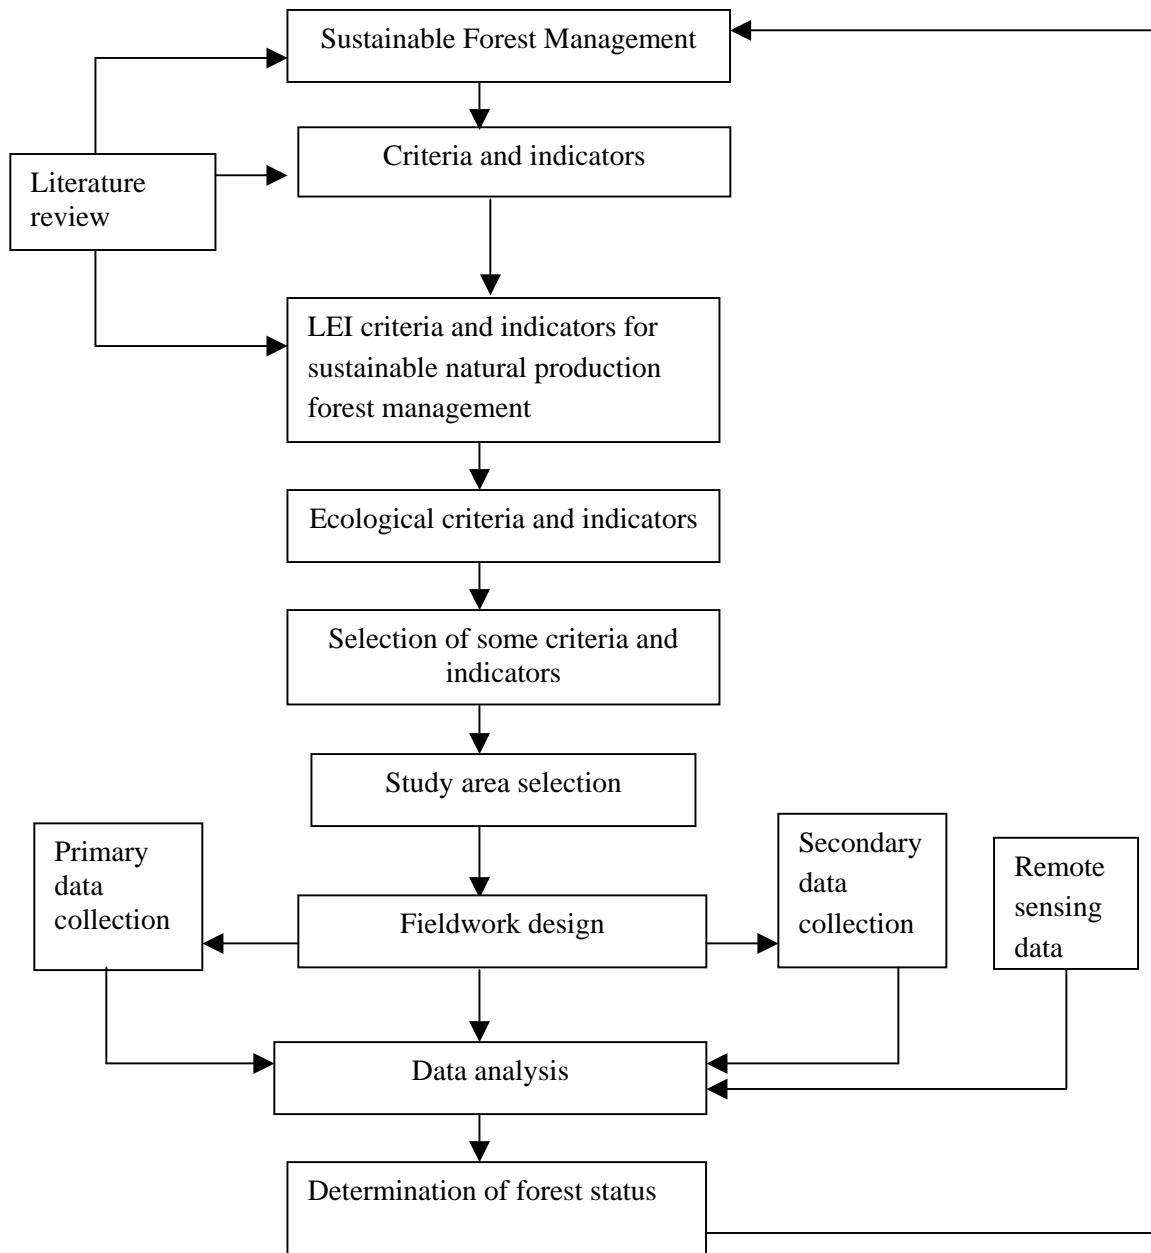 Sustainable Forest Management
Criteria and indicators
Literature
review
LEI criteria and indicators for
sustainable natural production
forest management
Ecological criteria and indicators
Selection of some criteria and
indicators
Study area selection
Primary
data
collection
Fieldwork design
Secondary
data
collection
Remote
sensing
data
Data analysis
Determination of forest status